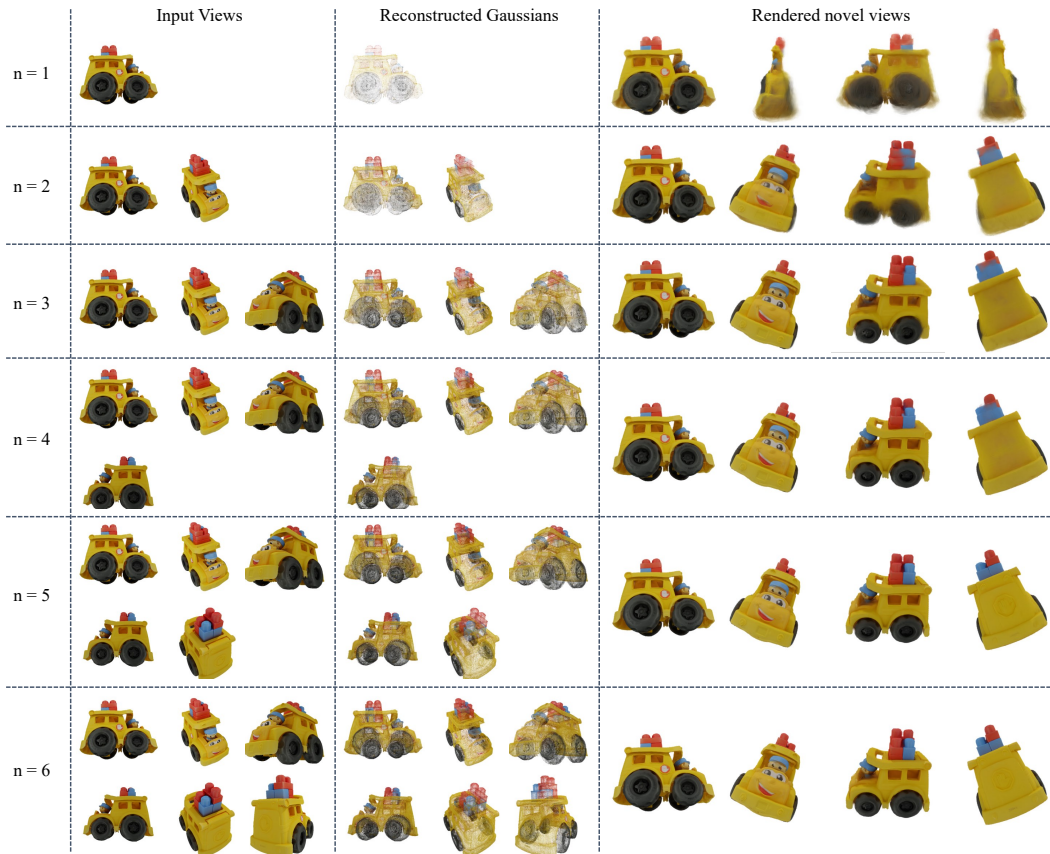 Input Views
Reconstructed Gaussians
Rendered novel views
n = 1
n = 2
n = 3
n = 4
n = 5
n = 6